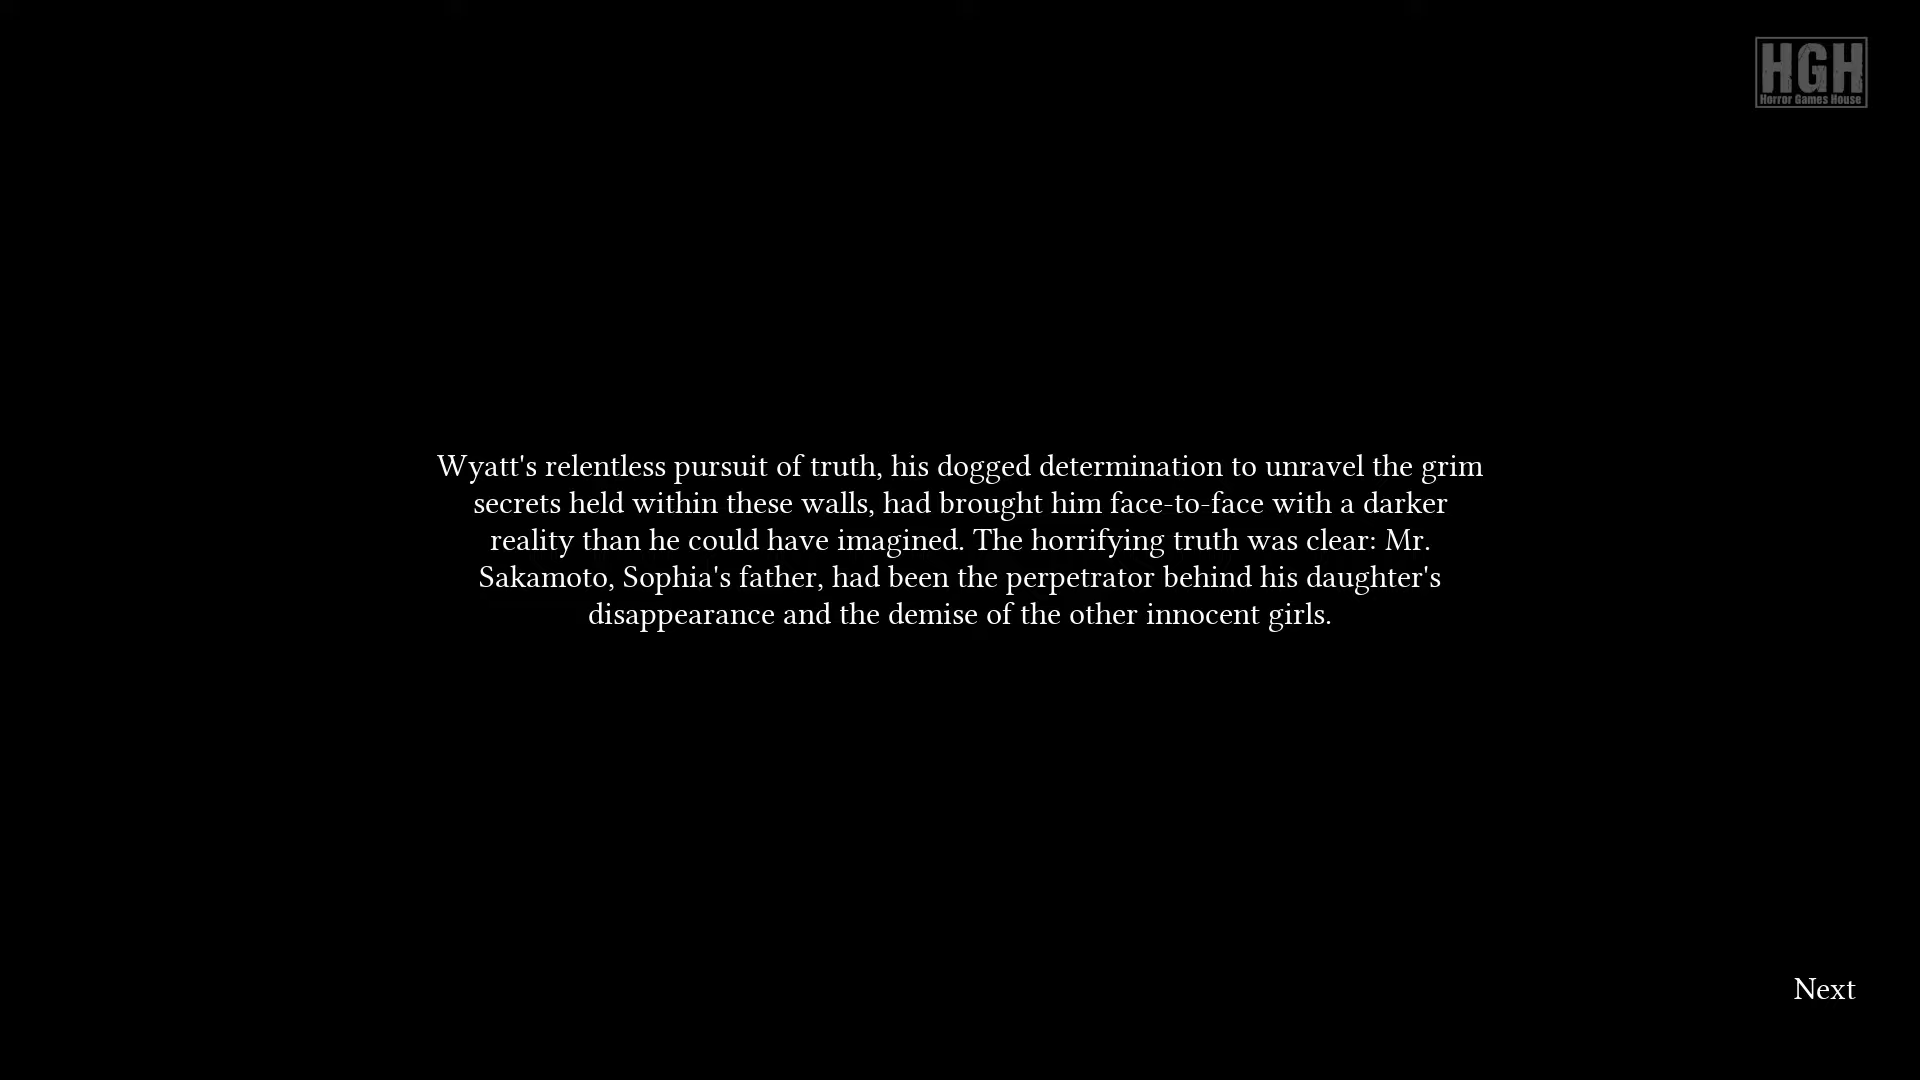 HGH
Horror Games House
Wyatt's relentless pursuit of truth, his dogged determination to unravel the grim
secrets held within these walls, had brought him face-to-face with a darker
reality than he could have imagined. The horrifying truth was clear: Mr.
Sakamoto, Sophia's father, had been the perpetrator behind his daughter's
disappearance and the demise of the other innocent girls.
Next